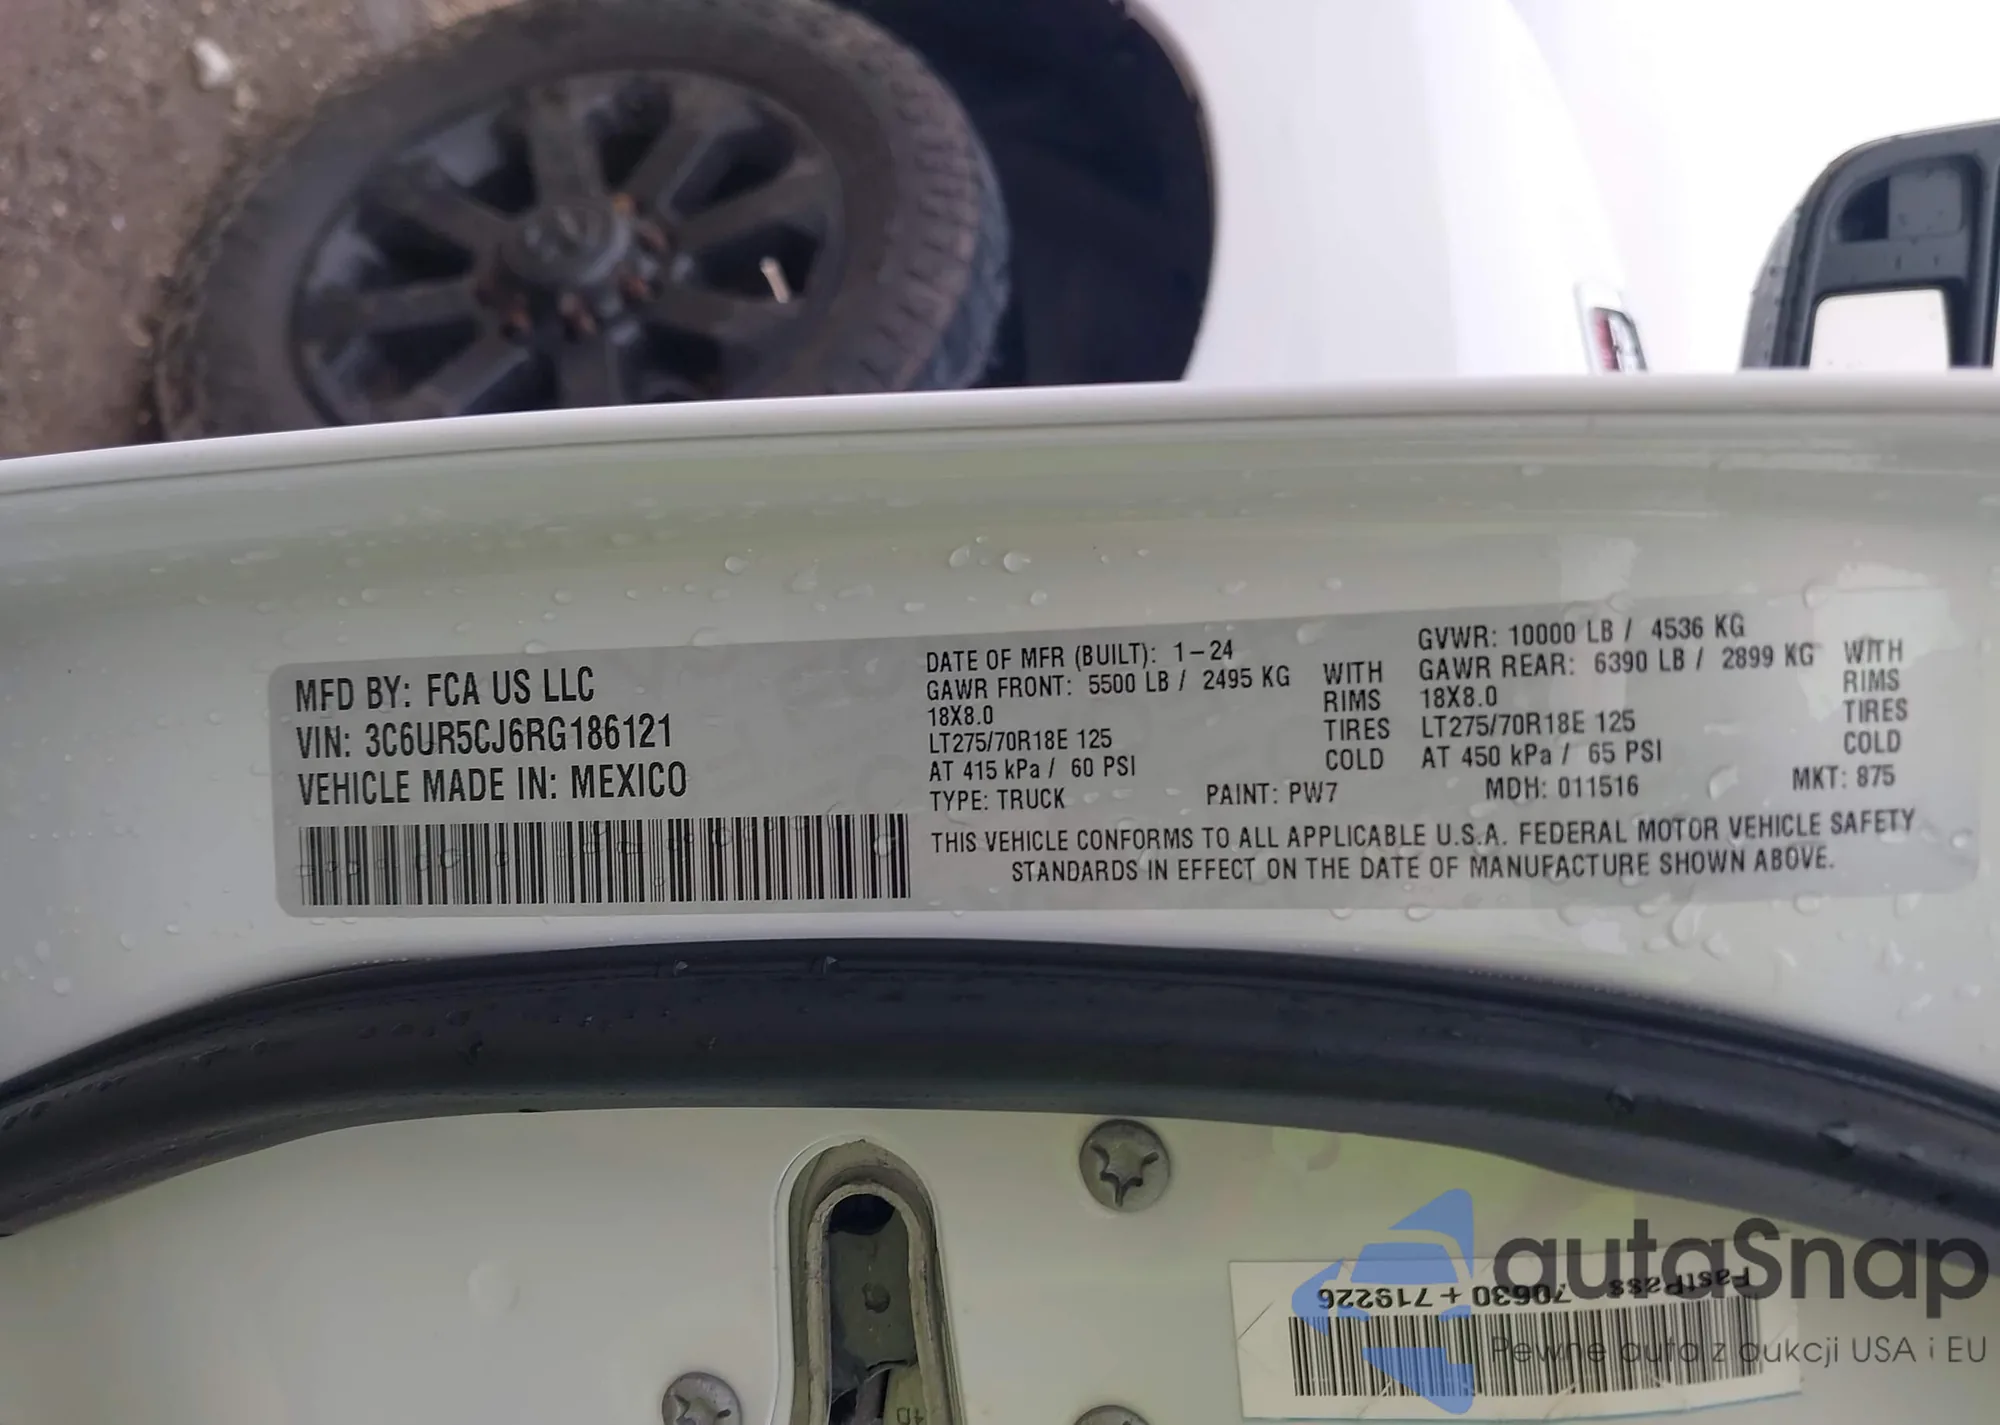 MFD BY: FCA US LLC
VIN: 3C6UR5CJ6RG186121
VEHICLE MADE IN: MEXICO
DATE OF MFR (BUILT): 1-24
GAWR FRONT: 5500 LB / 2495 KG WITH
18X8.0 RIMS
LT275/70R18E 125 TIRES
AT 415 kPa / 60 PSI COLD
GVWR: 10000 LB / 4536 KG
GAWR REAR: 6390 LB / 2899 KG WITH
18X8.0 RIMS
LT275/70R18E 125 TIRES
AT 450 kPa / 65 PSI COLD
TYPE: TRUCK PAINT: PW7 MDH: 011516 MKT: 875
THIS VEHICLE CONFORMS TO ALL APPLICABLE U.S.A. FEDERAL MOTOR VEHICLE SAFETY
STANDARDS IN EFFECT ON THE DATE OF MANUFACTURE SHOWN ABOVE.
70630 + 719226
FastPass
autaSnap
Pewne auta z aukcji USA i EU